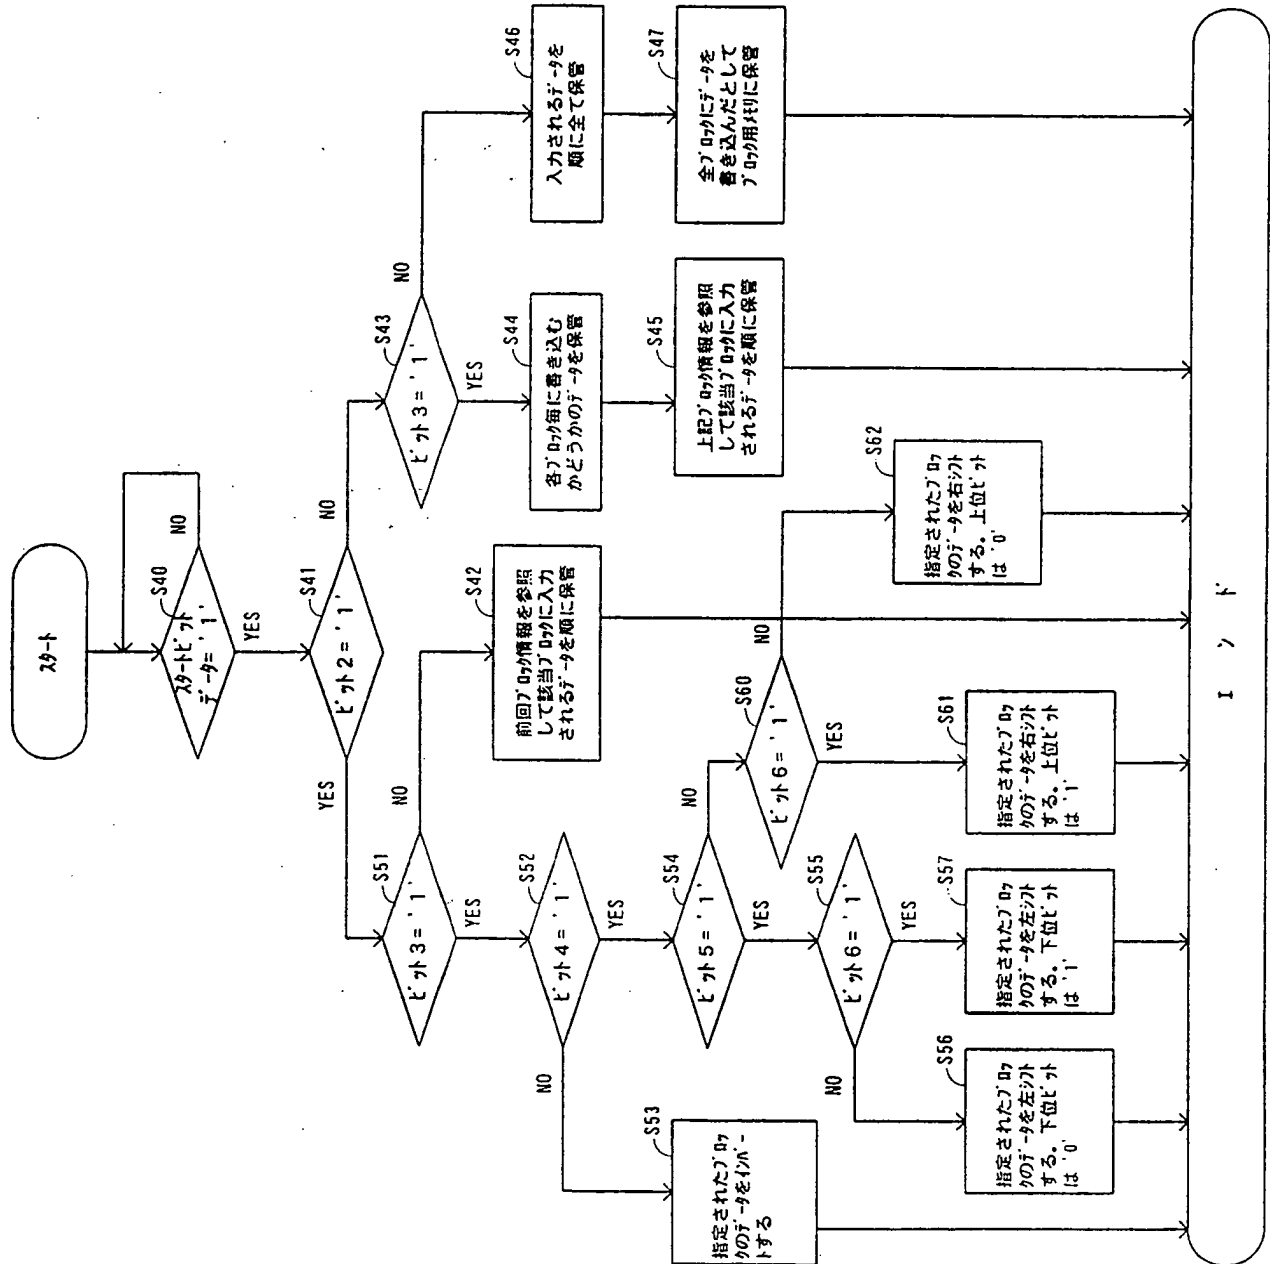 スタート
S40
スタートビット
データ='1'
NO
YES
S41
ビット2='1'
YES
NO
S51
ビット3='1'
NO
YES
S43
ビット3='1'
NO
YES
S52
ビット4='1'
NO
YES
S42
前回ブロック情報を参照
して該当ブロックに入力
されるデータを順に保管
S44
各ブロック毎に書き込む
かどうかのデータを保管
S46
入力されるデータを
順に全て保管
S45
上記ブロック情報を参照
して該当ブロックに入力
されるデータを順に保管
S47
全ブロックにデータを
書き込んだとして
ブロック用メモリに保管
S53
指定されたブロッ
クのデータをインバー
トする
S54
ビット5='1'
NO
YES
S55
ビット6='1'
NO
YES
S60
ビット6='1'
NO
YES
S56
指定されたブロッ
クのデータを左シフト
する。下位ビット
は'0'
S57
指定されたブロッ
クのデータを左シフト
する。下位ビット
は'1'
S61
指定されたブロッ
クのデータを右シフト
する。上位ビット
は'1'
S62
指定されたブロッ
クのデータを右シフト
する。上位ビット
は'0'
エンド